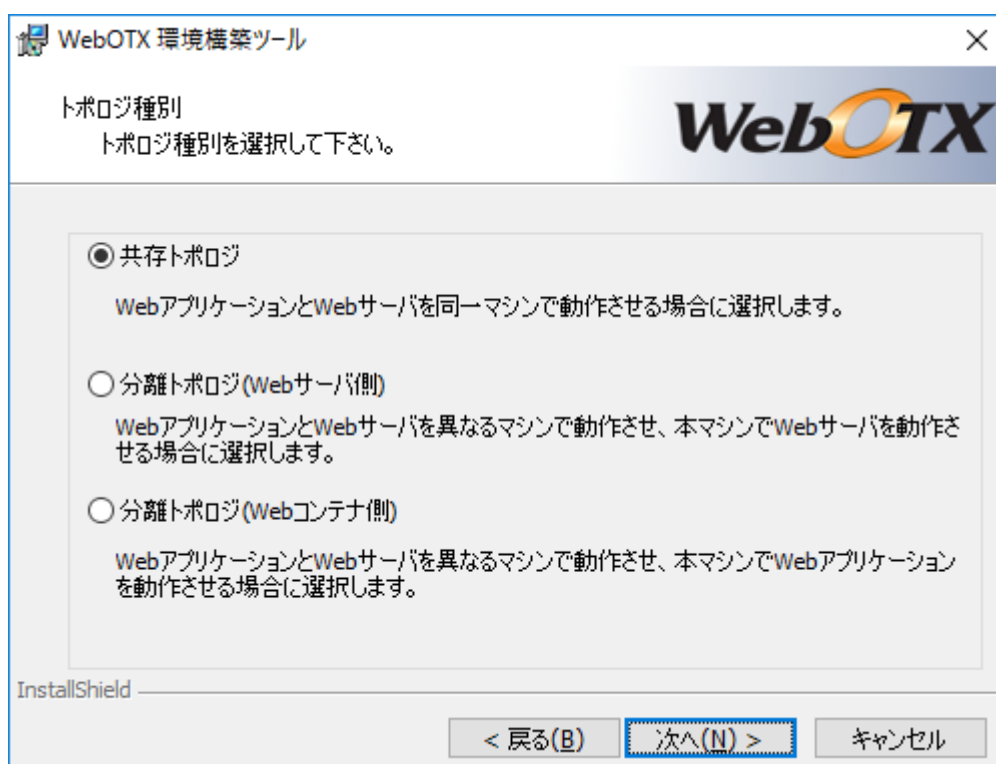 WebOTX 環境構築ツール
トポロジ種別
トポロジ種別を選択して下さい。
WebOTX
共存トポロジ
WebアプリケーションとWebサーバを同一マシンで動作させる場合に選択します。
分離トポロジ(Webサーバ側)
WebアプリケーションとWebサーバを異なるマシンで動作させ、本マシンでWebサーバを動作さ
せる場合に選択します。
分離トポロジ(Webコンテナ側)
WebアプリケーションとWebサーバを異なるマシンで動作させ、本マシンでWebアプリケーション
を動作させる場合に選択します。
InstallShield
< 戻る(B)
次へ(N) >
キャンセル